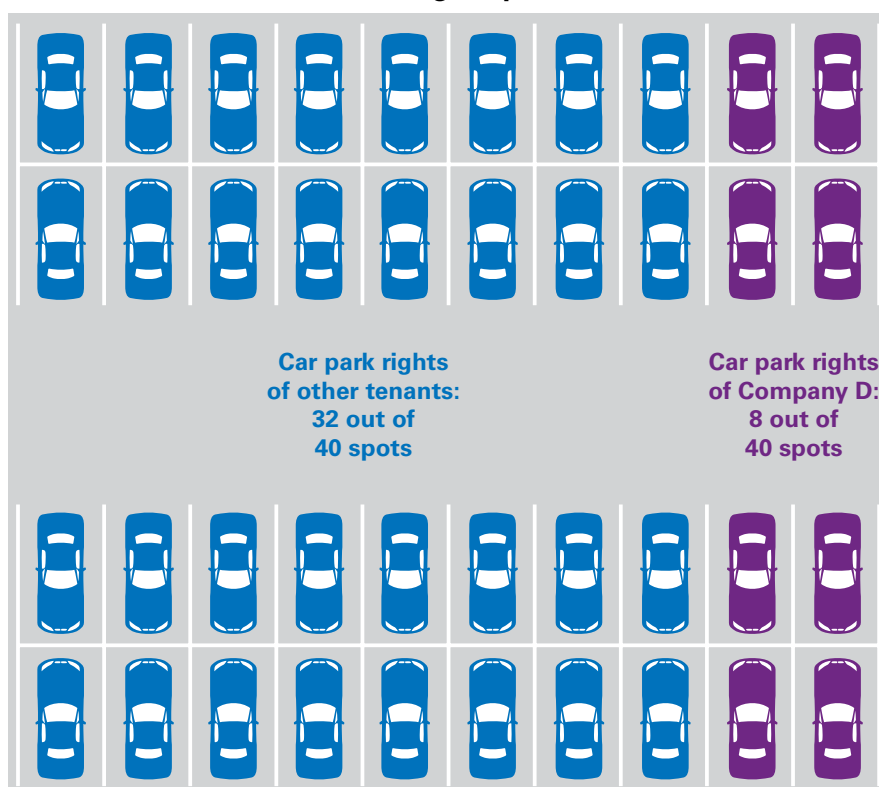 Car park rights
of other tenants:
32 out of
40 spots
Car park rights
of Company D:
8 out of
40 spots